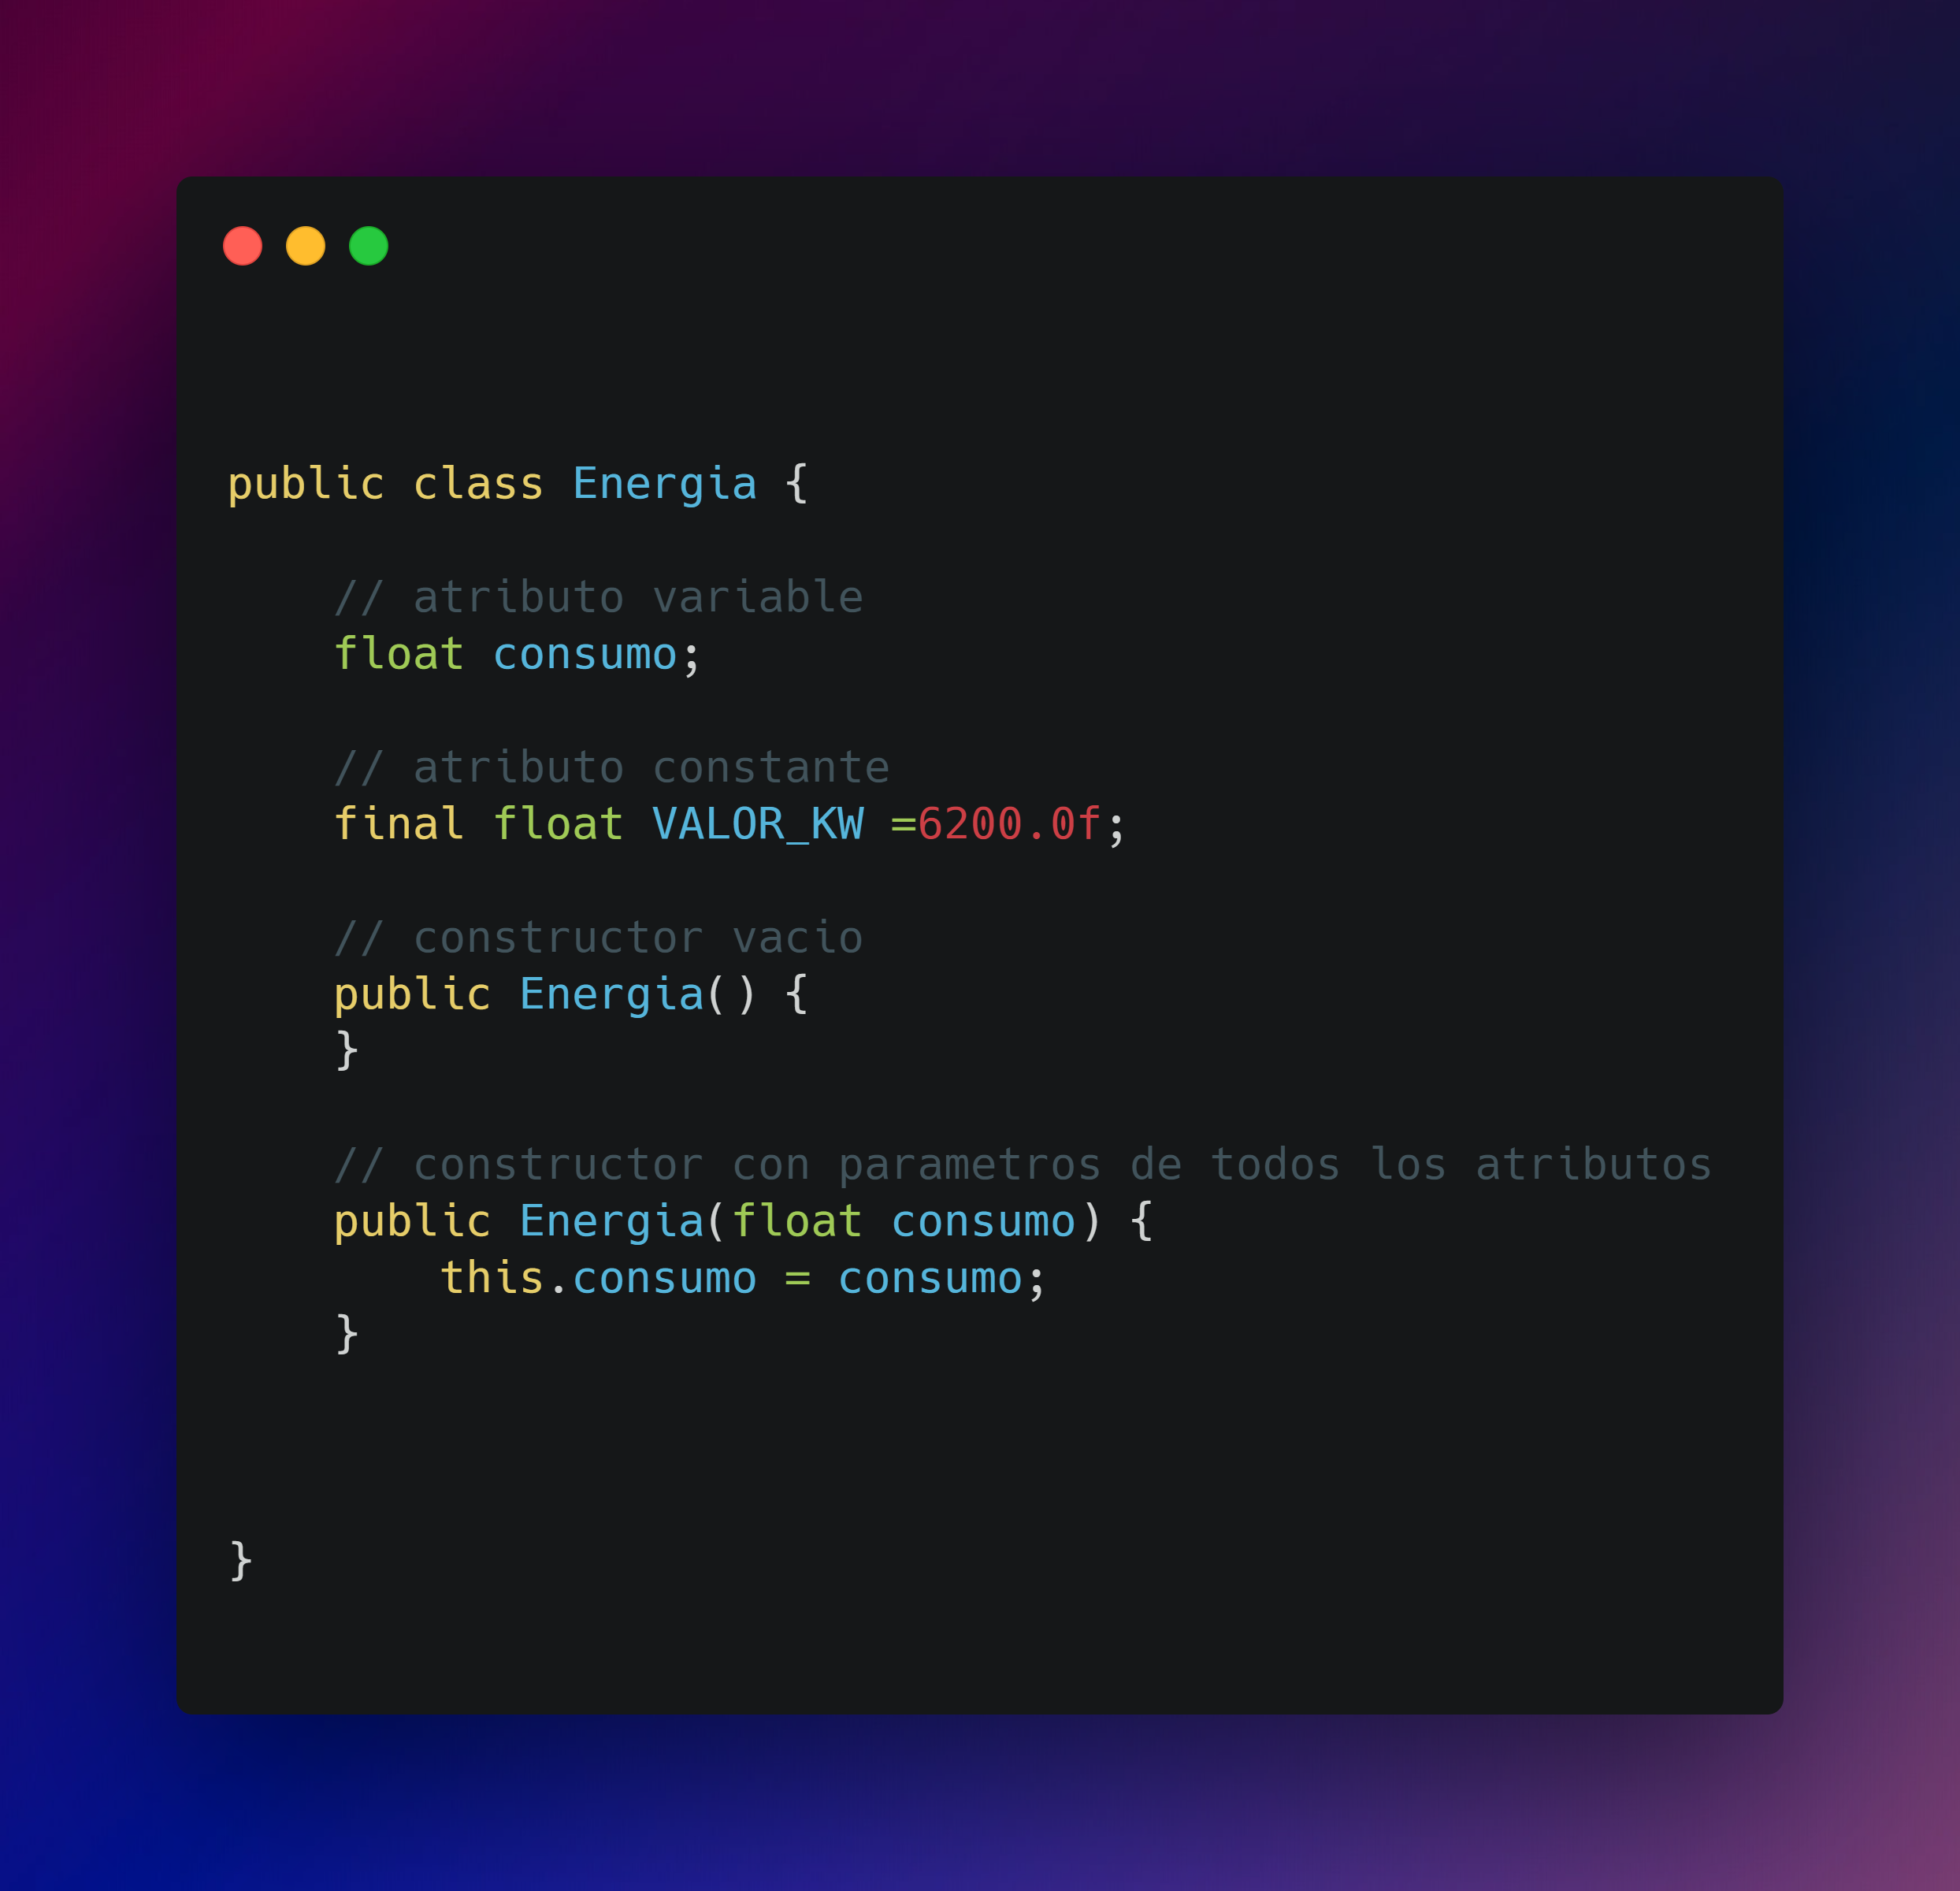 public class Energia {
// atributo variable
float consumo;
// atributo constante
final float VALOR_KW =6200.0f;
// constructor vacio
public Energia() {
}
// constructor con parametros de todos los atributos
public Energia(float consumo) {
this.consumo = consumo;
}
}